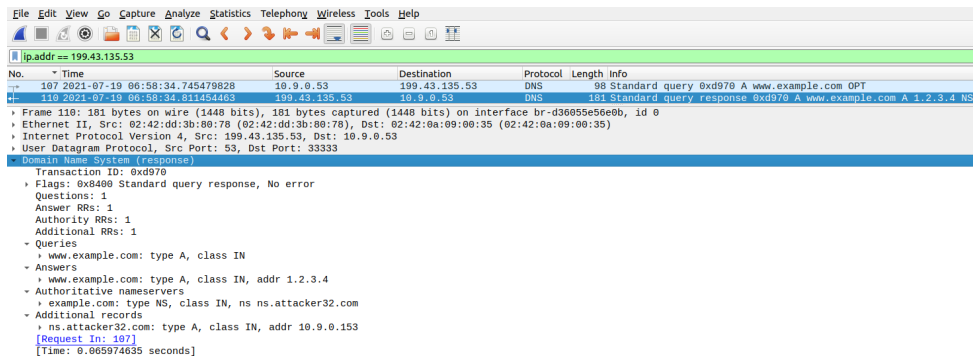 File Edit View Go Capture Analyze Statistics Telephony Wireless Tools Help
ip.addr == 199.43.135.53
No. Time Source Destination Protocol Length Info
107 2021-07-19 06:58:34.745479828 10.9.0.53 199.43.135.53 DNS 98 Standard query 0xd970 A www.example.com OPT
110 2021-07-19 06:58:34.811454463 199.43.135.53 10.9.0.53 DNS 181 Standard query response 0xd970 A www.example.com A 1.2.3.4 NS
Frame 110: 181 bytes on wire (1448 bits), 181 bytes captured (1448 bits) on interface br-d36055e56e0b, id 0
Ethernet II, Src: 02:42:dd:3b:80:78 (02:42:dd:3b:80:78), Dst: 02:42:0a:09:00:35 (02:42:0a:09:00:35)
Internet Protocol Version 4, Src: 199.43.135.53, Dst: 10.9.0.53
User Datagram Protocol, Src Port: 53, Dst Port: 33333
Domain Name System (response)
Transaction ID: 0xd970
Flags: 0x8400 Standard query response, No error
Questions: 1
Answer RRs: 1
Authority RRs: 1
Additional RRs: 1
Queries
www.example.com: type A, class IN
Answers
www.example.com: type A, class IN, addr 1.2.3.4
Authoritative nameservers
example.com: type NS, class IN, ns ns.attacker32.com
Additional records
ns.attacker32.com: type A, class IN, addr 10.9.0.153
[Request In: 107]
[Time: 0.065974635 seconds]